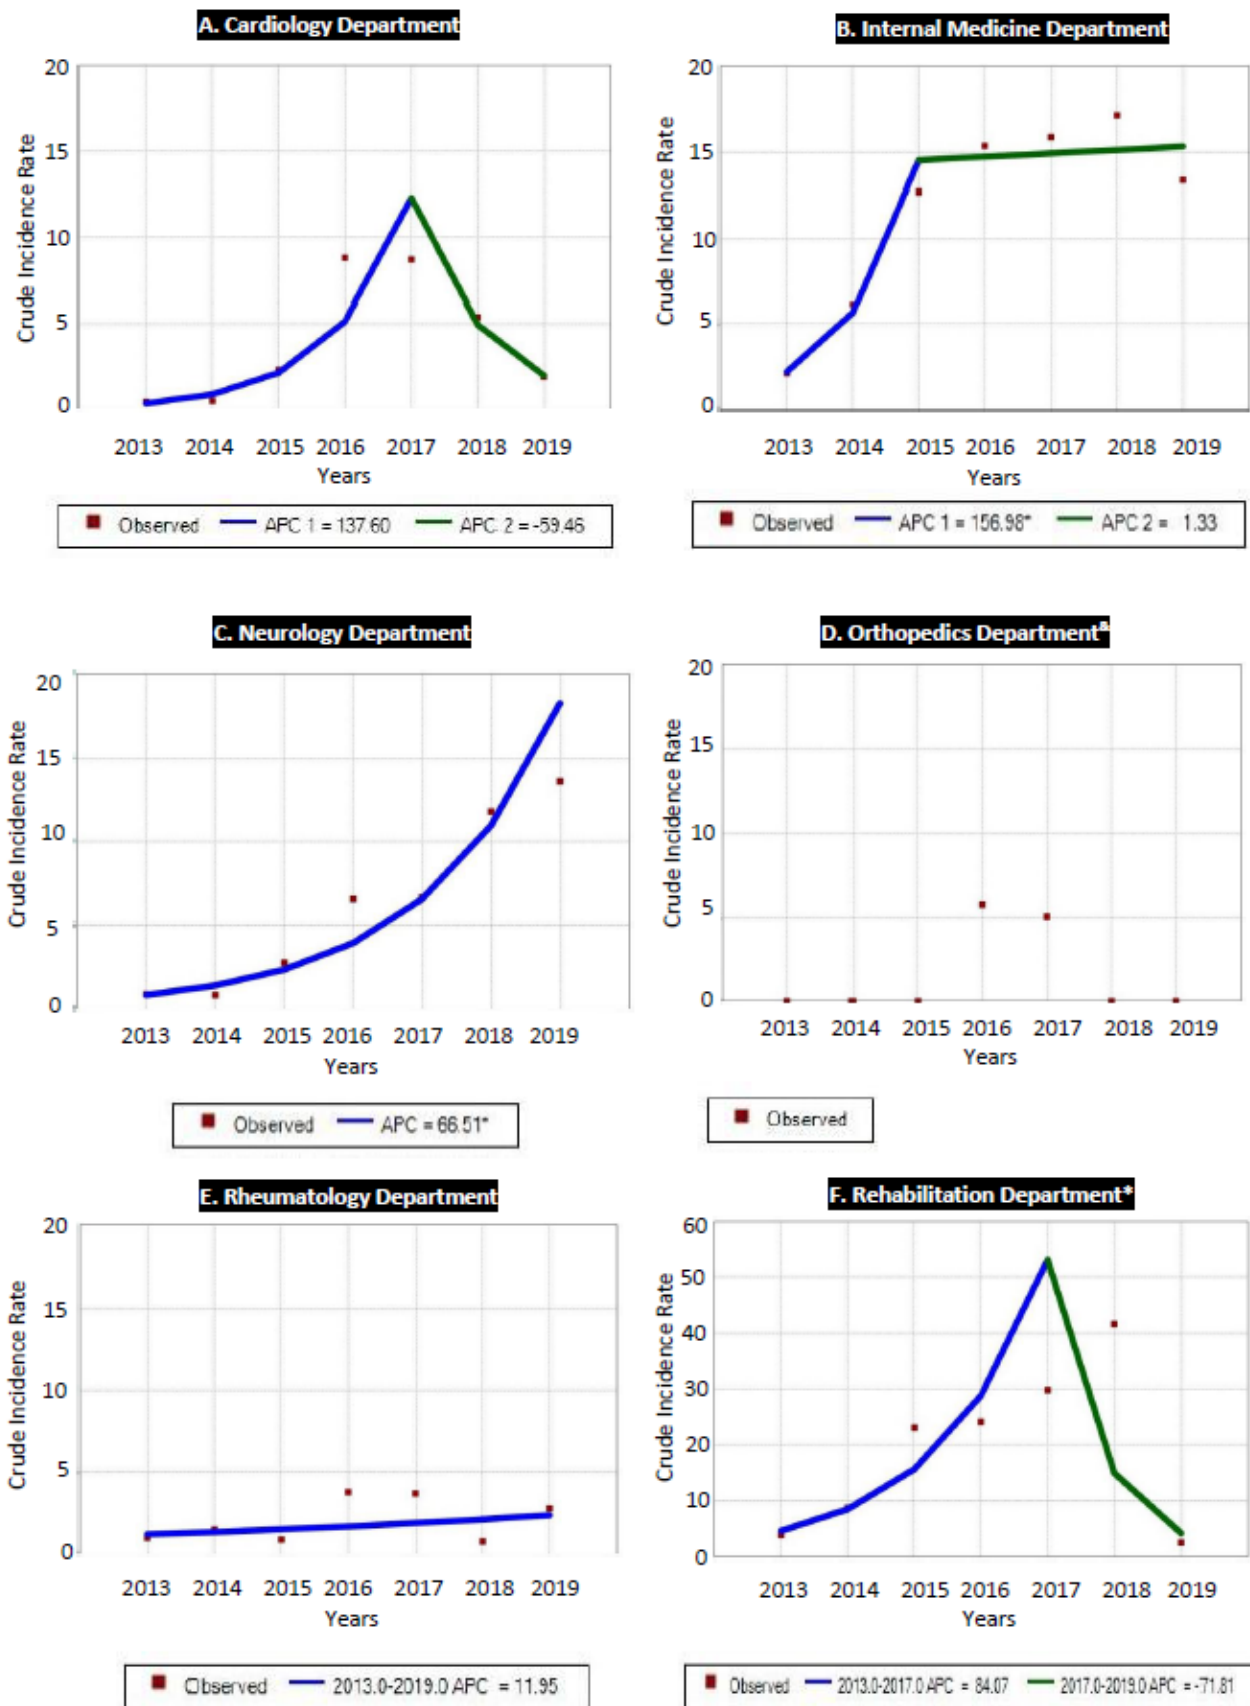 A. Cardiology Department
Crude Incidence Rate
20
15
10
5
0
2013 2014 2015 2016 2017 2018 2019
Years
Observed APC 1 = 137.60 APC 2 = -59.46
B. Internal Medicine Department
Crude Incidence Rate
20
15
10
5
0
2013 2014 2015 2016 2017 2018 2019
Years
Observed APC 1 = 156.98* APC 2 = 1.33
C. Neurology Department
Crude Incidence Rate
20
15
10
5
0
2013 2014 2015 2016 2017 2018 2019
Years
Observed APC = 66.51*
D. Orthopedics Department&
Crude Incidence Rate
20
15
10
5
0
2013 2014 2015 2016 2017 2018 2019
Years
Observed
E. Rheumatology Department
Crude Incidence Rate
20
15
10
5
0
2013 2014 2015 2016 2017 2018 2019
Years
Observed 2013.0-2019.0 APC = 11.95
F. Rehabilitation Department*
Crude Incidence Rate
60
50
40
30
20
10
0
2013 2014 2015 2016 2017 2018 2019
Years
Observed 2013.0-2017.0 APC = 84.07 2017.0-2019.0 APC = -71.81